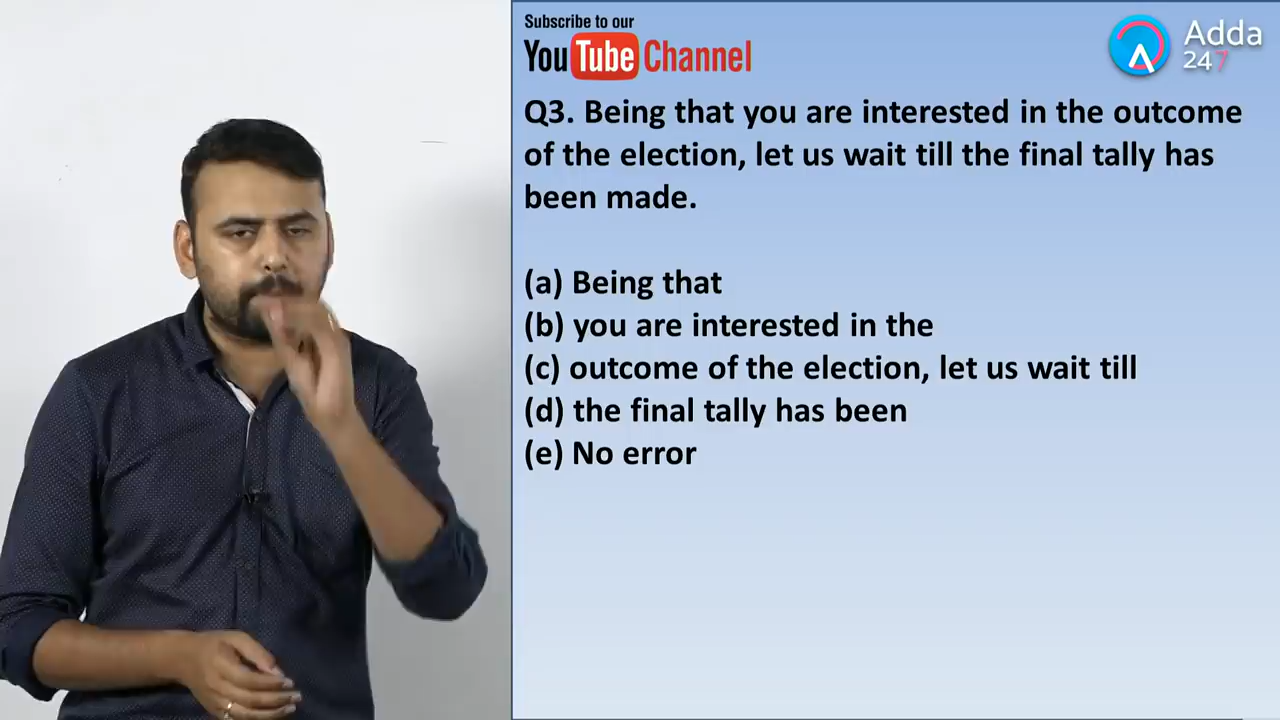 Subscribe to our
YouTube Channel
Adda
247
Q3. Being that you are interested in the outcome
of the election, let us wait till the final tally has
been made.
(a) Being that
(b) you are interested in the
(c) outcome of the election, let us wait till
(d) the final tally has been
(e) No error